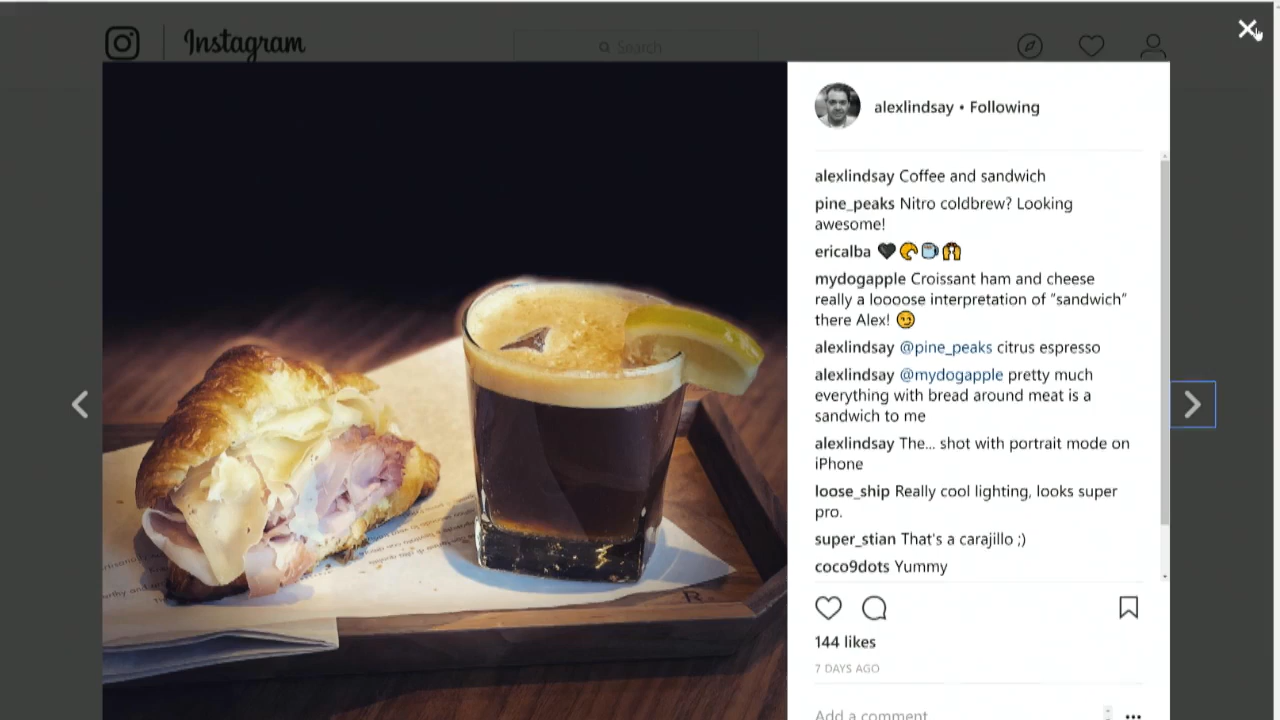 Instagram
Search
alexlindsay • Following
alexlindsay Coffee and sandwich
pine_peaks Nitro coldbrew? Looking
awesome!
ericalba 🖤🥐☕🙌
mydogapple Croissant ham and cheese
really a loooose interpretation of "sandwich"
there Alex! 😏
alexlindsay @pine_peaks citrus espresso
alexlindsay @mydogapple pretty much
everything with bread around meat is a
sandwich to me
alexlindsay The... shot with portrait mode on
iPhone
loose_ship Really cool lighting, looks super
pro.
super_stian That's a carajillo ;)
coco9dots Yummy
144 likes
7 DAYS AGO
Add a comment
R